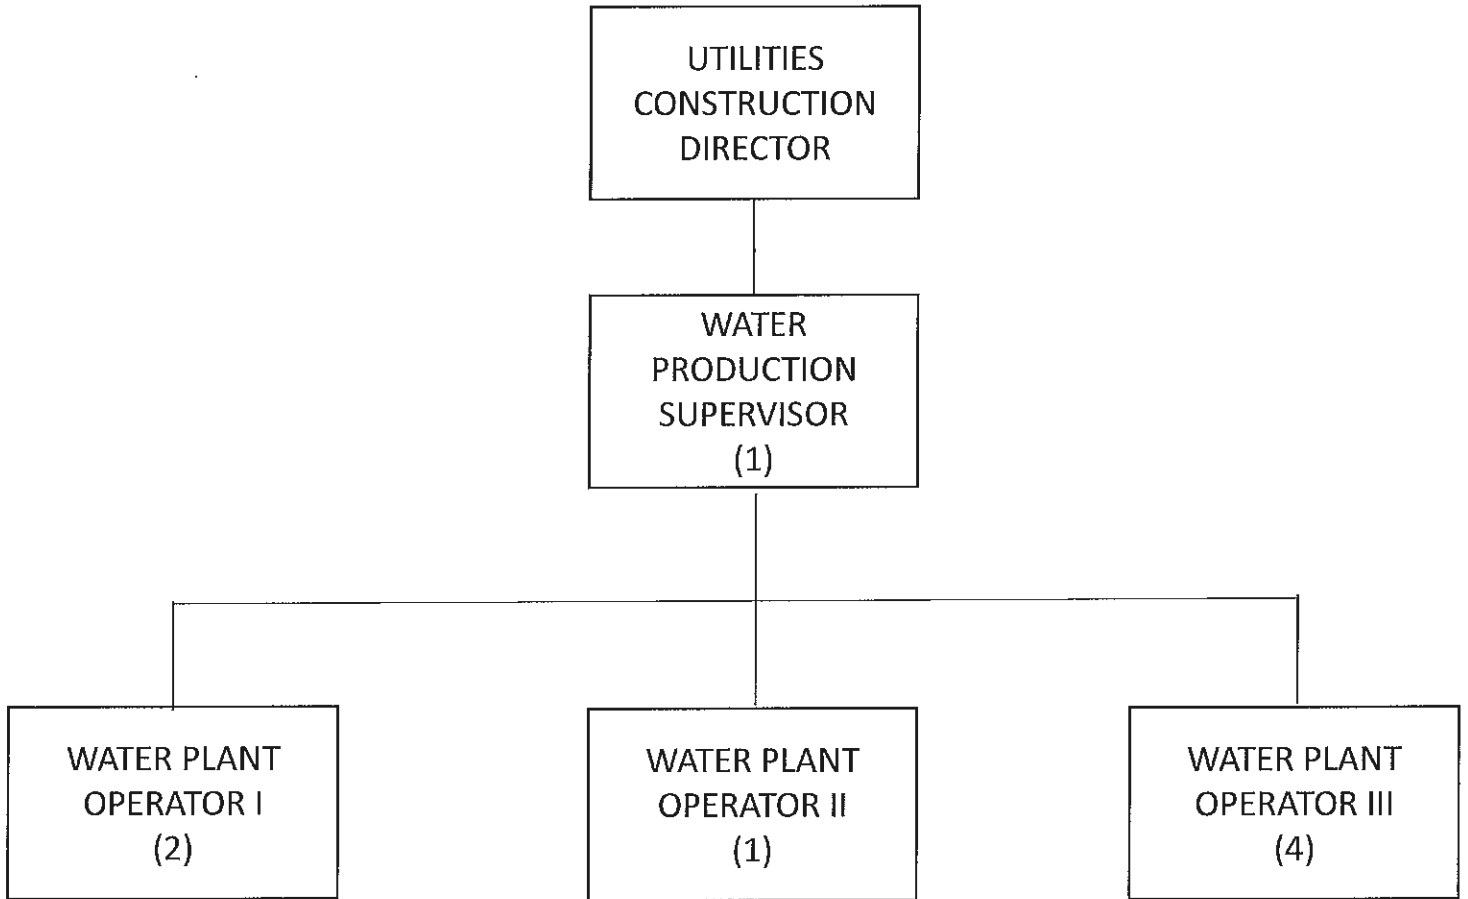 UTILITIES
CONSTRUCTION
DIRECTOR
WATER
PRODUCTION
SUPERVISOR
(1)
WATER PLANT
OPERATOR I
(2)
WATER PLANT
OPERATOR II
(1)
WATER PLANT
OPERATOR III
(4)